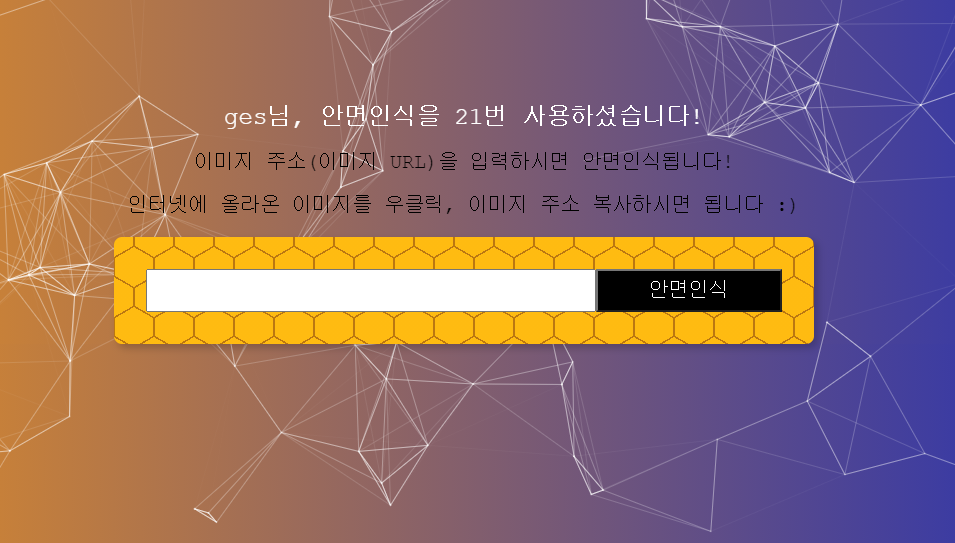 ges님, 안면인식을 21번 사용하셨습니다!
이미지 주소(이미지 URL)을 입력하시면 안면인식됩니다!
인터넷에 올라온 이미지를 우클릭, 이미지 주소 복사하시면 됩니다 :)
안면인식